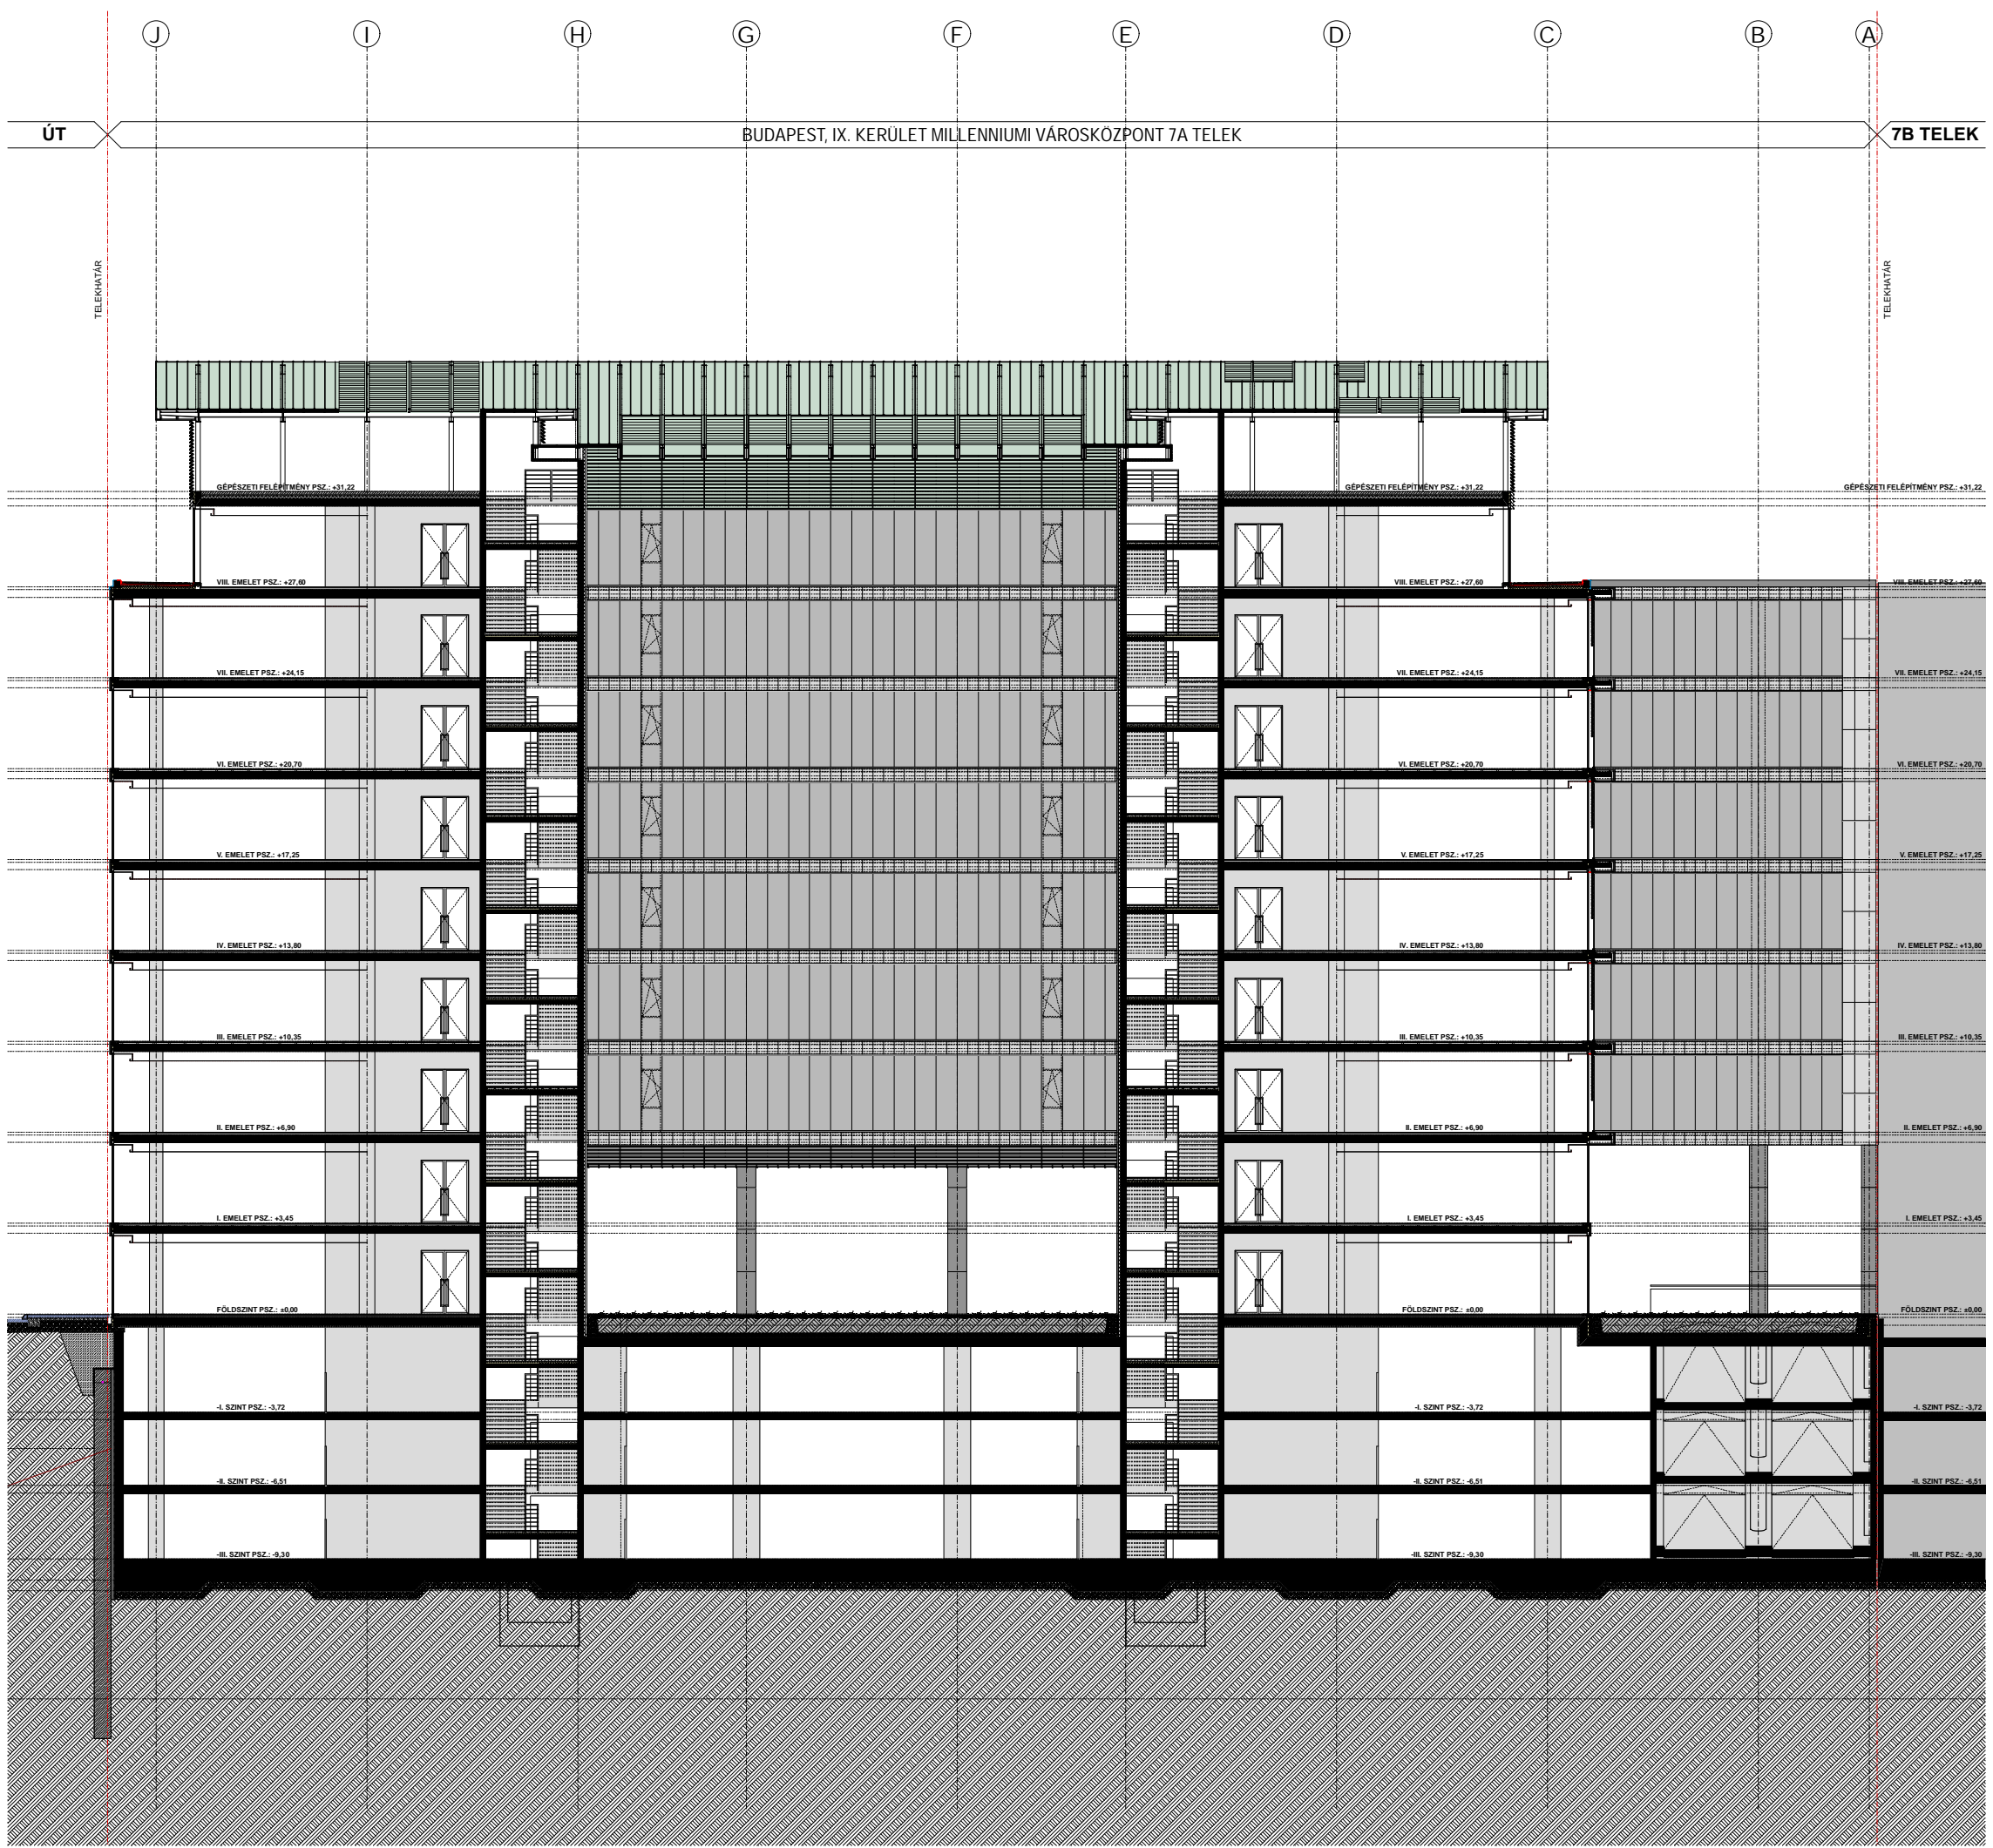 J I H G F E D C B A
ÚT BUDAPEST, IX. KERÜLET MILLENNIUMI VÁROSKÖZPONT 7A TELEK 7B TELEK
TELEKHATÁR TELEKHATÁR
GÉPÉSZETI FELÉPÍTMÉNY PSZ.: +31,22 GÉPÉSZETI FELÉPÍTMÉNY PSZ.: +31,22 GÉPÉSZETI FELÉPÍTMÉNY PSZ.: +31,22
VIII. EMELET PSZ.: +27,60 VIII. EMELET PSZ.: +27,60 VIII. EMELET PSZ.: +27,60
VII. EMELET PSZ.: +24,15 VII. EMELET PSZ.: +24,15 VII. EMELET PSZ.: +24,15
VI. EMELET PSZ.: +20,70 VI. EMELET PSZ.: +20,70 VI. EMELET PSZ.: +20,70
V. EMELET PSZ.: +17,25 V. EMELET PSZ.: +17,25 V. EMELET PSZ.: +17,25
IV. EMELET PSZ.: +13,80 IV. EMELET PSZ.: +13,80 IV. EMELET PSZ.: +13,80
III. EMELET PSZ.: +10,35 III. EMELET PSZ.: +10,35 III. EMELET PSZ.: +10,35
II. EMELET PSZ.: +6,90 II. EMELET PSZ.: +6,90 II. EMELET PSZ.: +6,90
I. EMELET PSZ.: +3,45 I. EMELET PSZ.: +3,45 I. EMELET PSZ.: +3,45
FÖLDSZINT PSZ.: ±0,00 FÖLDSZINT PSZ.: ±0,00 FÖLDSZINT PSZ.: ±0,00
-I. SZINT PSZ.: -3,72 -I. SZINT PSZ.: -3,72 -I. SZINT PSZ.: -3,72
-II. SZINT PSZ.: -6,51 -II. SZINT PSZ.: -6,51 -II. SZINT PSZ.: -6,51
-III. SZINT PSZ.: -9,30 -III. SZINT PSZ.: -9,30 -III. SZINT PSZ.: -9,30